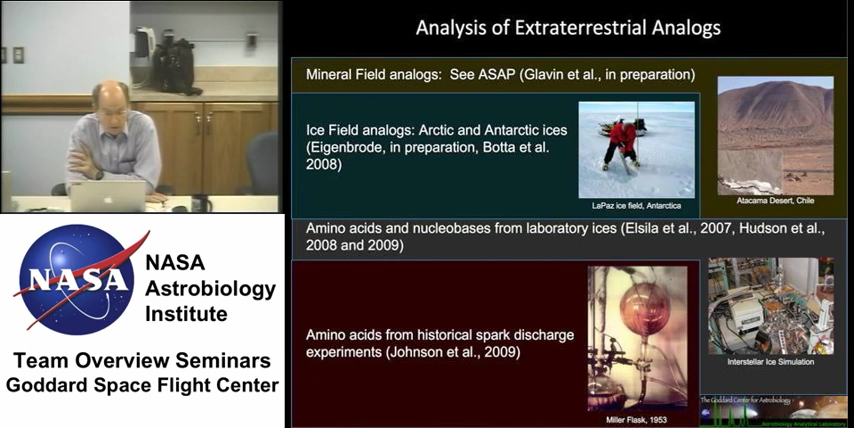 Analysis of Extraterrestrial Analogs
Mineral Field analogs: See ASAP (Glavin et al., in preparation)
Ice Field analogs: Arctic and Antarctic ices
(Eigenbrode, in preparation, Botta et al.
2008)
LaPaz ice field, Antarctica
Atacama Desert, Chile
Amino acids and nucleobases from laboratory ices (Elsila et al., 2007, Hudson et al.,
2008 and 2009)
Amino acids from historical spark discharge
experiments (Johnson et al., 2009)
Miller Flask, 1953
Interstellar Ice Simulation
The Goddard Center for Astrobiology
Astrobiology Analytical Laboratory
NASA
NASA
Astrobiology
Institute
Team Overview Seminars
Goddard Space Flight Center